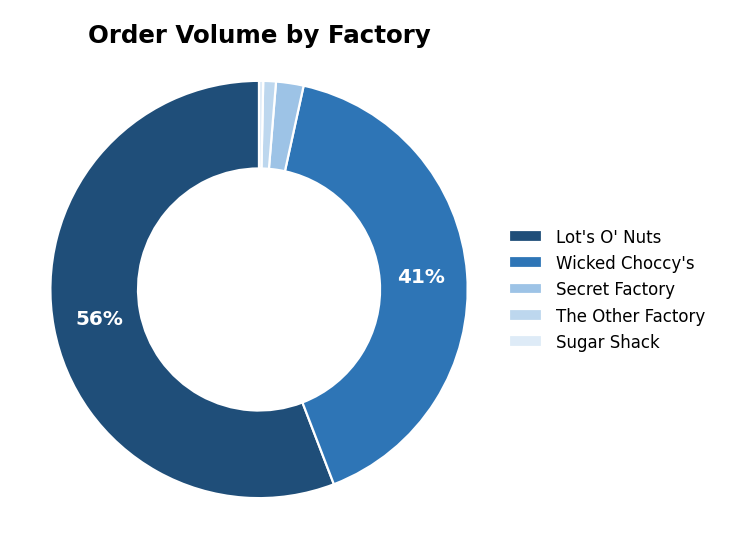 Order Volume by Factory
56%
41%
Lot's O' Nuts
Wicked Choccy's
Secret Factory
The Other Factory
Sugar Shack